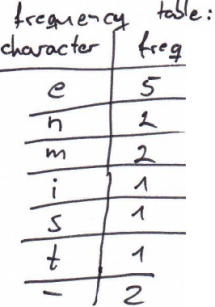 frequency table:
character freq
e 5
n 2
m 2
i 1
s 1
t 1
- 2